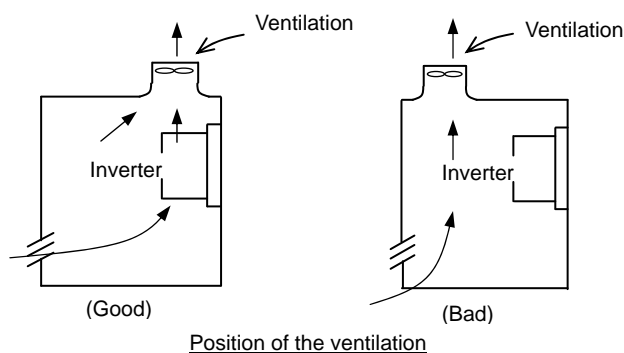 Ventilation
Inverter
(Good)
Ventilation
Inverter
(Bad)
Position of the ventilation